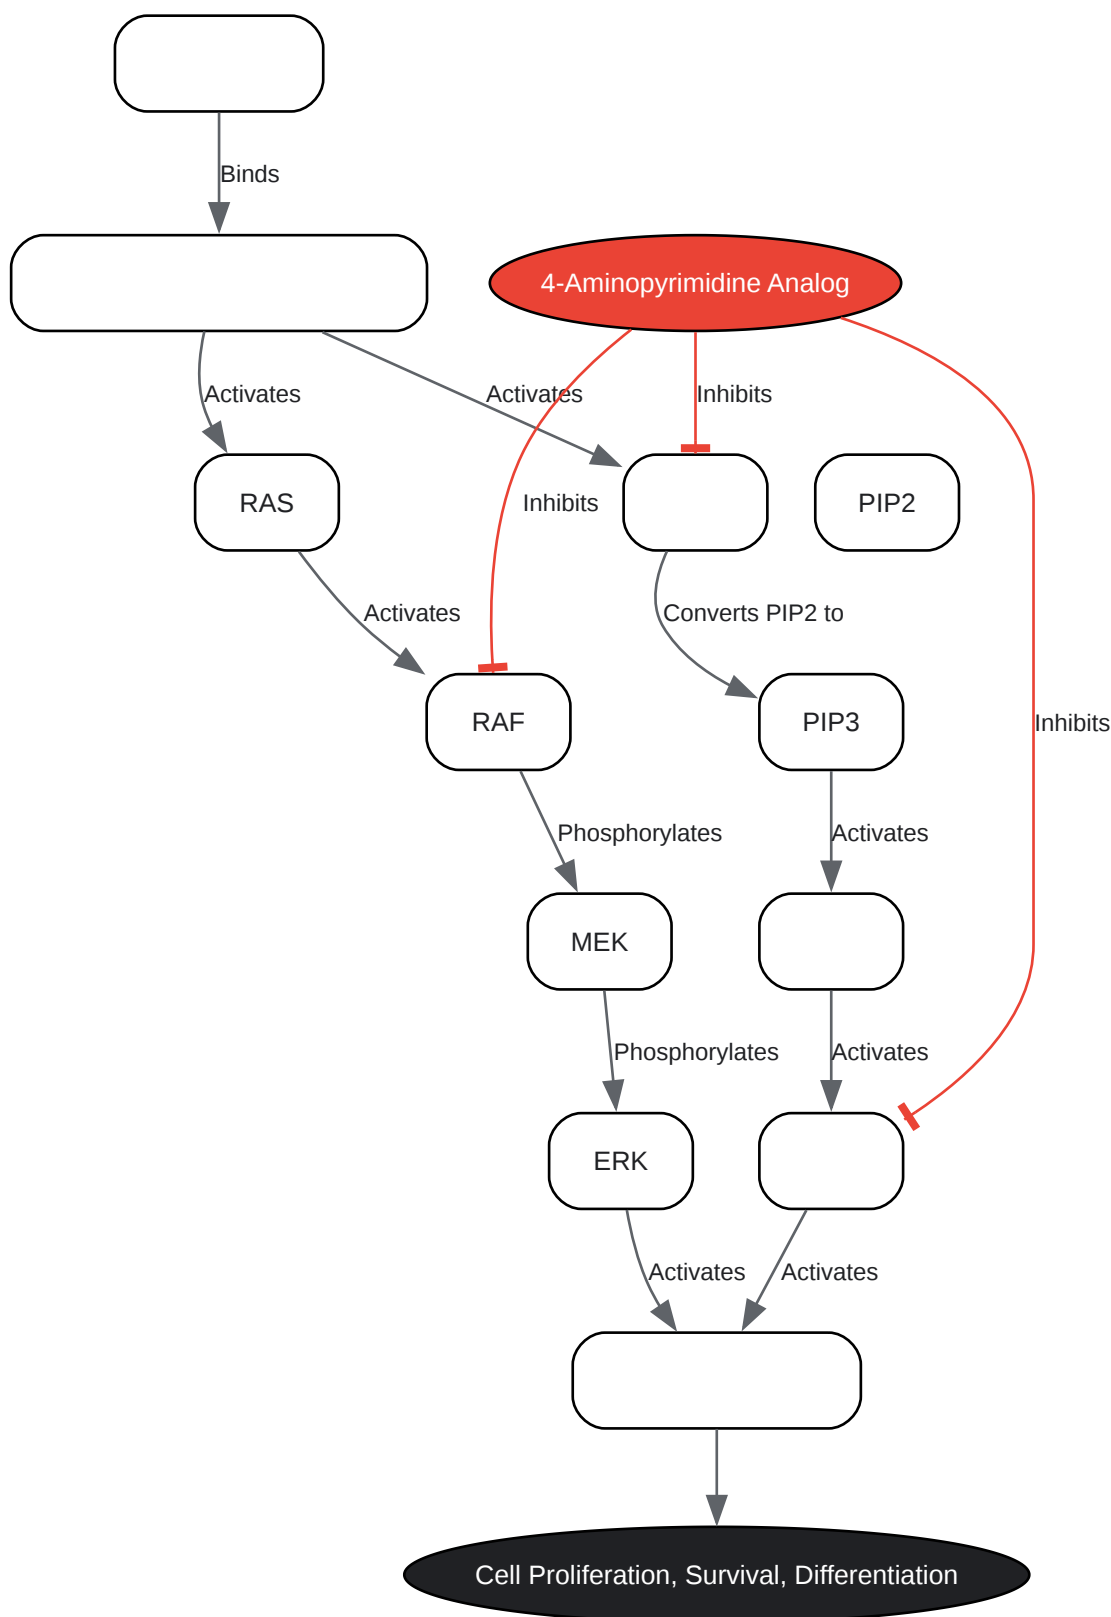 Binds
4-Aminopyrimidine Analog
Activates
Activates
Inhibits
RAS
Inhibits
PIP2
Activates
Converts PIP2 to
RAF
PIP3
Inhibits
Phosphorylates
Activates
MEK
Phosphorylates
Activates
ERK
Activates
Activates
Cell Proliferation, Survival, Differentiation